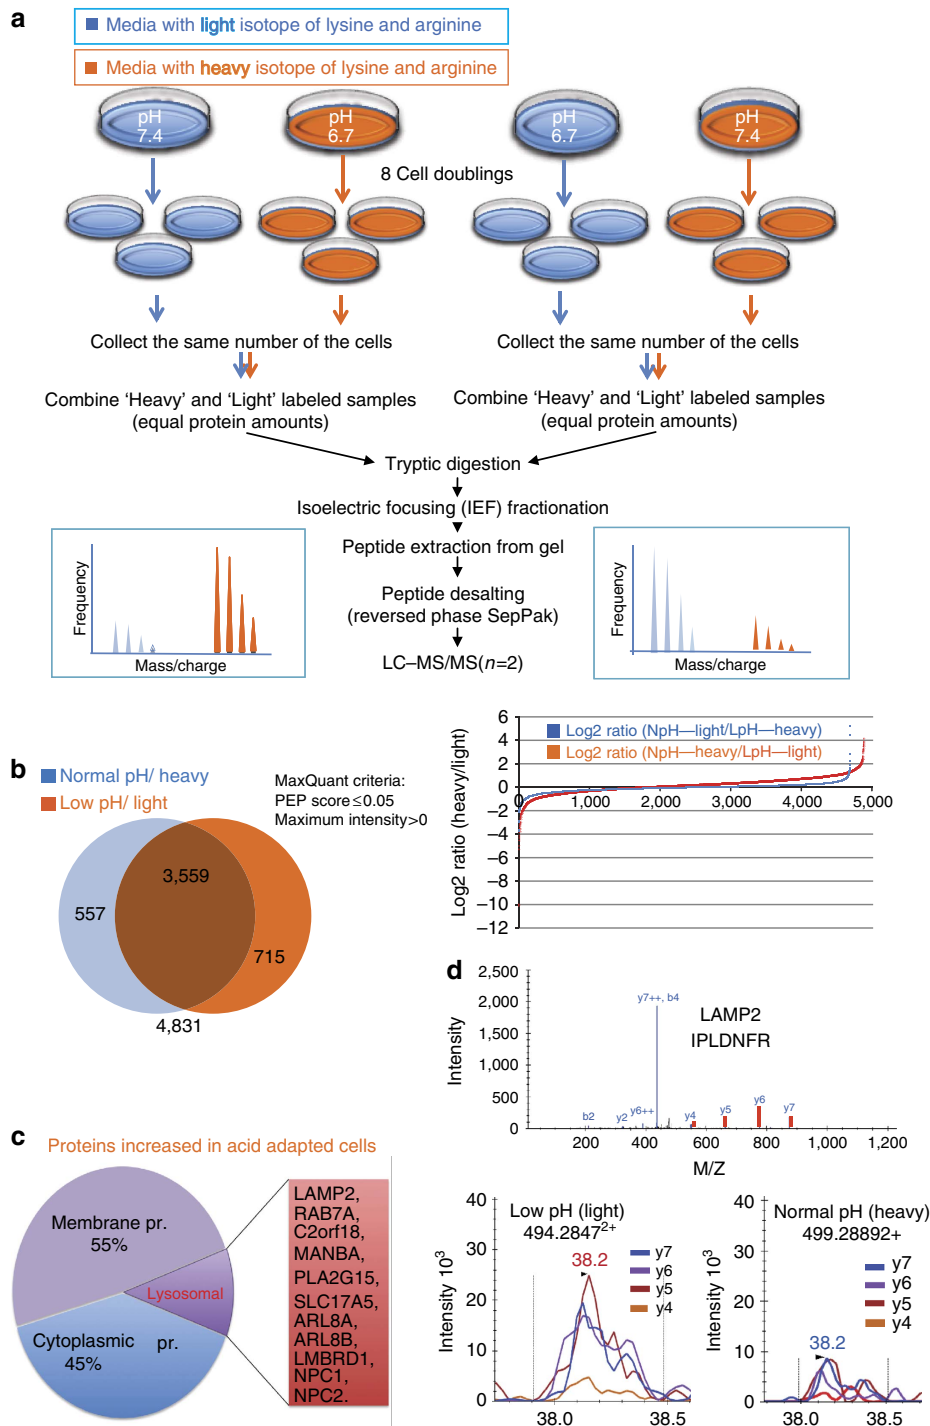 a
Media with light isotope of lysine and arginine
Media with heavy isotope of lysine and arginine
pH
7.4
pH
6.7
pH
6.7
pH
7.4
8 Cell doublings
Collect the same number of the cells
Collect the same number of the cells
Combine ‘Heavy’ and ‘Light’ labeled samples
(equal protein amounts)
Combine ‘Heavy’ and ‘Light’ labeled samples
(equal protein amounts)
Tryptic digestion
Isoelectric focusing (IEF) fractionation
Peptide extraction from gel
Peptide desalting
(reversed phase SepPak)
LC–MS/MS(n=2)
Frequency
Mass/charge
Frequency
Mass/charge
b
Normal pH/ heavy
Low pH/ light
MaxQuant criteria:
PEP score≤0.05
Maximum intensity>0
557
3,559
715
4,831
Log2 ratio (heavy/light)
6
4
2
0
−2
−4
−6
−8
−10
−12
Log2 ratio (NpH—light/LpH—heavy)
Log2 ratio (NpH—heavy/LpH—light)
0
1,000
2,000
3,000
4,000
5,000
c
Proteins increased in acid adapted cells
Membrane pr.
55%
Lysosomal
Cytoplasmic pr.
45%
LAMP2,
RAB7A,
C2orf18,
MANBA,
PLA2G15,
SLC17A5,
ARL8A,
ARL8B,
LMBRD1,
NPC1,
NPC2.
d
Intensity
2,500
2,000
1,500
1,000
500
0
y7++, b4
LAMP2
IPLDNFR
b2
y2
y6++
y4
y5
y6
y7
200
400
600
800
1,000
1,200
M/Z
Intensity 10³
40
30
20
10
0
Low pH (light)
494.2847²⁺
38.2
y7
y6
y5
y4
38.0
38.5
Intensity 10³
40
30
20
10
0
Normal pH (heavy)
499.28892+
y7
y6
y5
y4
38.2
38.0
38.5